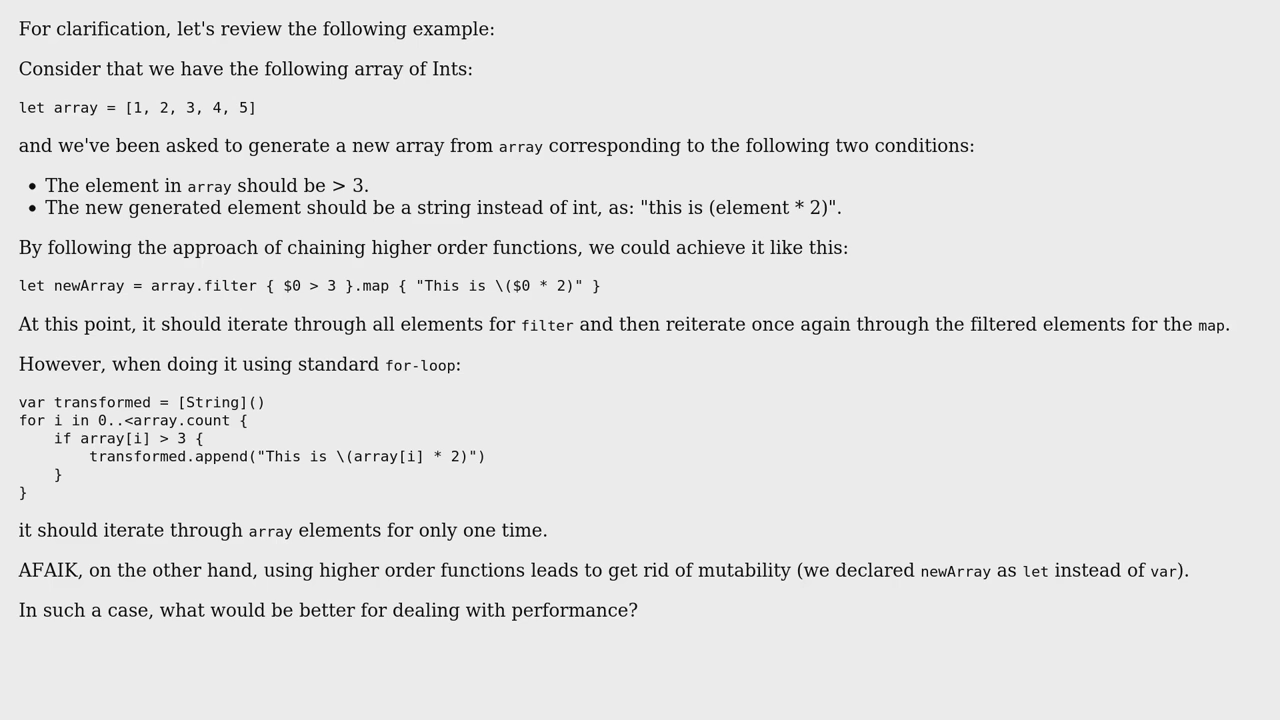 For clarification, let's review the following example:
Consider that we have the following array of Ints:
let array = [1, 2, 3, 4, 5]
and we've been asked to generate a new array from array corresponding to the following two conditions:
• The element in array should be > 3.
• The new generated element should be a string instead of int, as: "this is (element * 2)".
By following the approach of chaining higher order functions, we could achieve it like this:
let newArray = array.filter { $0 > 3 }.map { "This is \($0 * 2)" }
At this point, it should iterate through all elements for filter and then reiterate once again through the filtered elements for the map.
However, when doing it using standard for-loop:
var transformed = [String]()
for i in 0..<array.count {
    if array[i] > 3 {
        transformed.append("This is \(array[i] * 2)")
    }
}
it should iterate through array elements for only one time.
AFAIK, on the other hand, using higher order functions leads to get rid of mutability (we declared newArray as let instead of var).
In such a case, what would be better for dealing with performance?